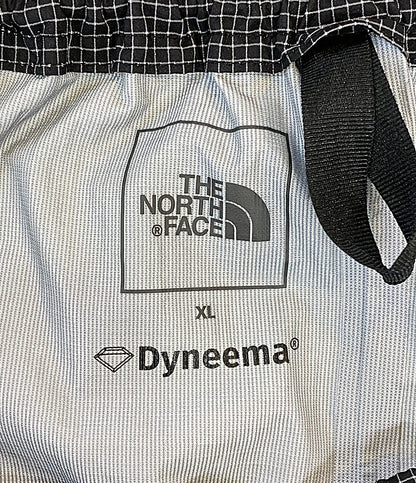 THE
NORTH
®FACE
XL
Dyneema®